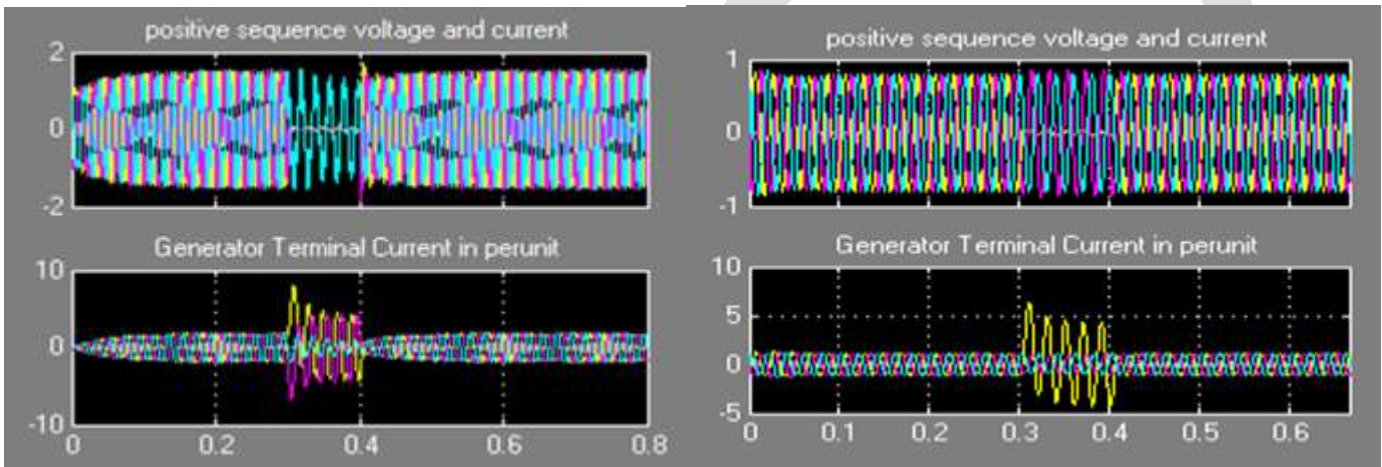 positive sequence voltage and current
2
0
-2
Generator Terminal Current in perunit
10
0
-10
0 0.2 0.4 0.6 0.8
positive sequence voltage and current
1
0
-1
Generator Terminal Current in perunit
10
5
0
-5
0 0.1 0.2 0.3 0.4 0.5 0.6